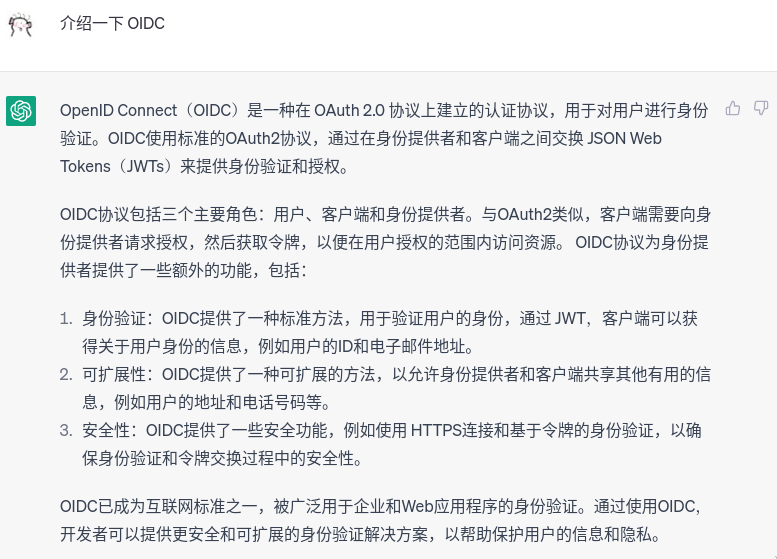 介绍一下 OIDC
OpenID Connect（OIDC）是一种在 OAuth 2.0 协议上建立的认证协议，用于对用户进行身份
验证。OIDC使用标准的OAuth2协议，通过在身份提供者和客户端之间交换 JSON Web
Tokens（JWTs）来提供身份验证和授权。
OIDC协议包括三个主要角色：用户、客户端和身份提供者。与OAuth2类似，客户端需要向身
份提供者请求授权，然后获取令牌，以便在用户授权的范围内访问资源。 OIDC协议为身份提
供者提供了一些额外的功能，包括：
1. 身份验证：OIDC提供了一种标准方法，用于验证用户的身份，通过 JWT，客户端可以获
得关于用户身份的信息，例如用户的ID和电子邮件地址。
2. 可扩展性：OIDC提供了一种可扩展的方法，以允许身份提供者和客户端共享其他有用的信
息，例如用户的地址和电话号码等。
3. 安全性：OIDC提供了一些安全功能，例如使用 HTTPS连接和基于令牌的身份验证，以确
保身份验证和令牌交换过程中的安全性。
OIDC已成为互联网标准之一，被广泛用于企业和Web应用程序的身份验证。通过使用OIDC，
开发者可以提供更安全和可扩展的身份验证解决方案，以帮助保护用户的信息和隐私。